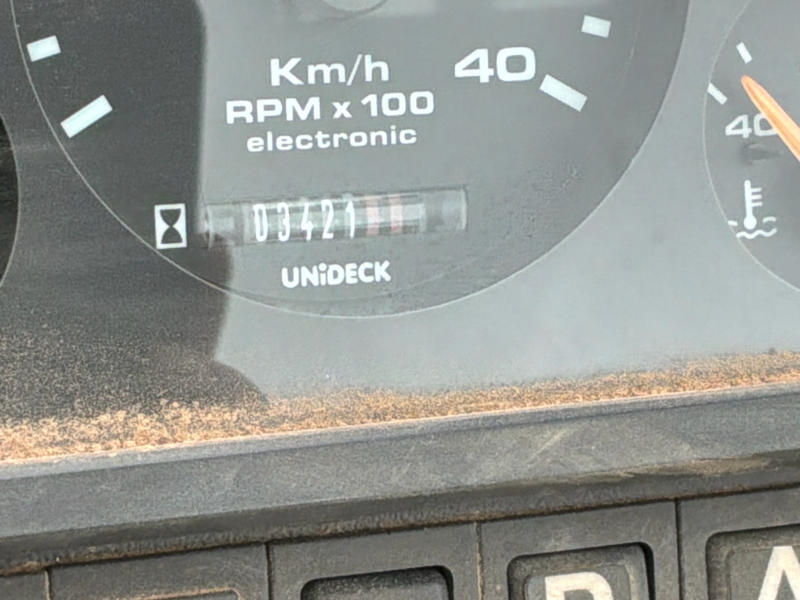 Km/h 40
RPM x 100
electronic
40
03421
UNiDECK